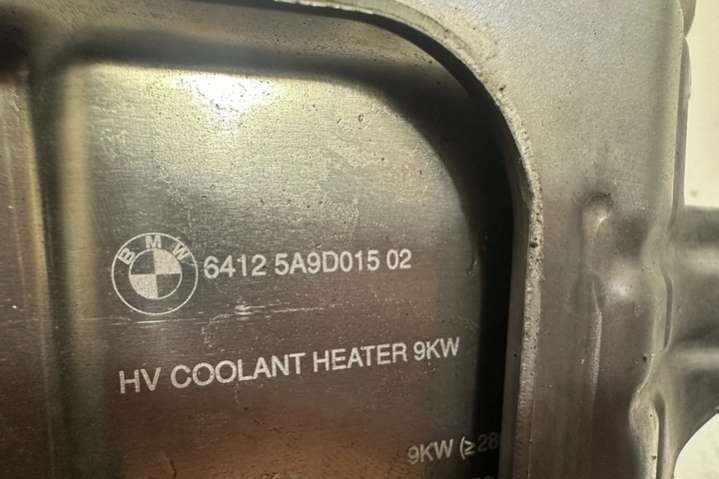 BMW
6412 5A9D015 02
HV COOLANT HEATER 9KW
9KW (≥28